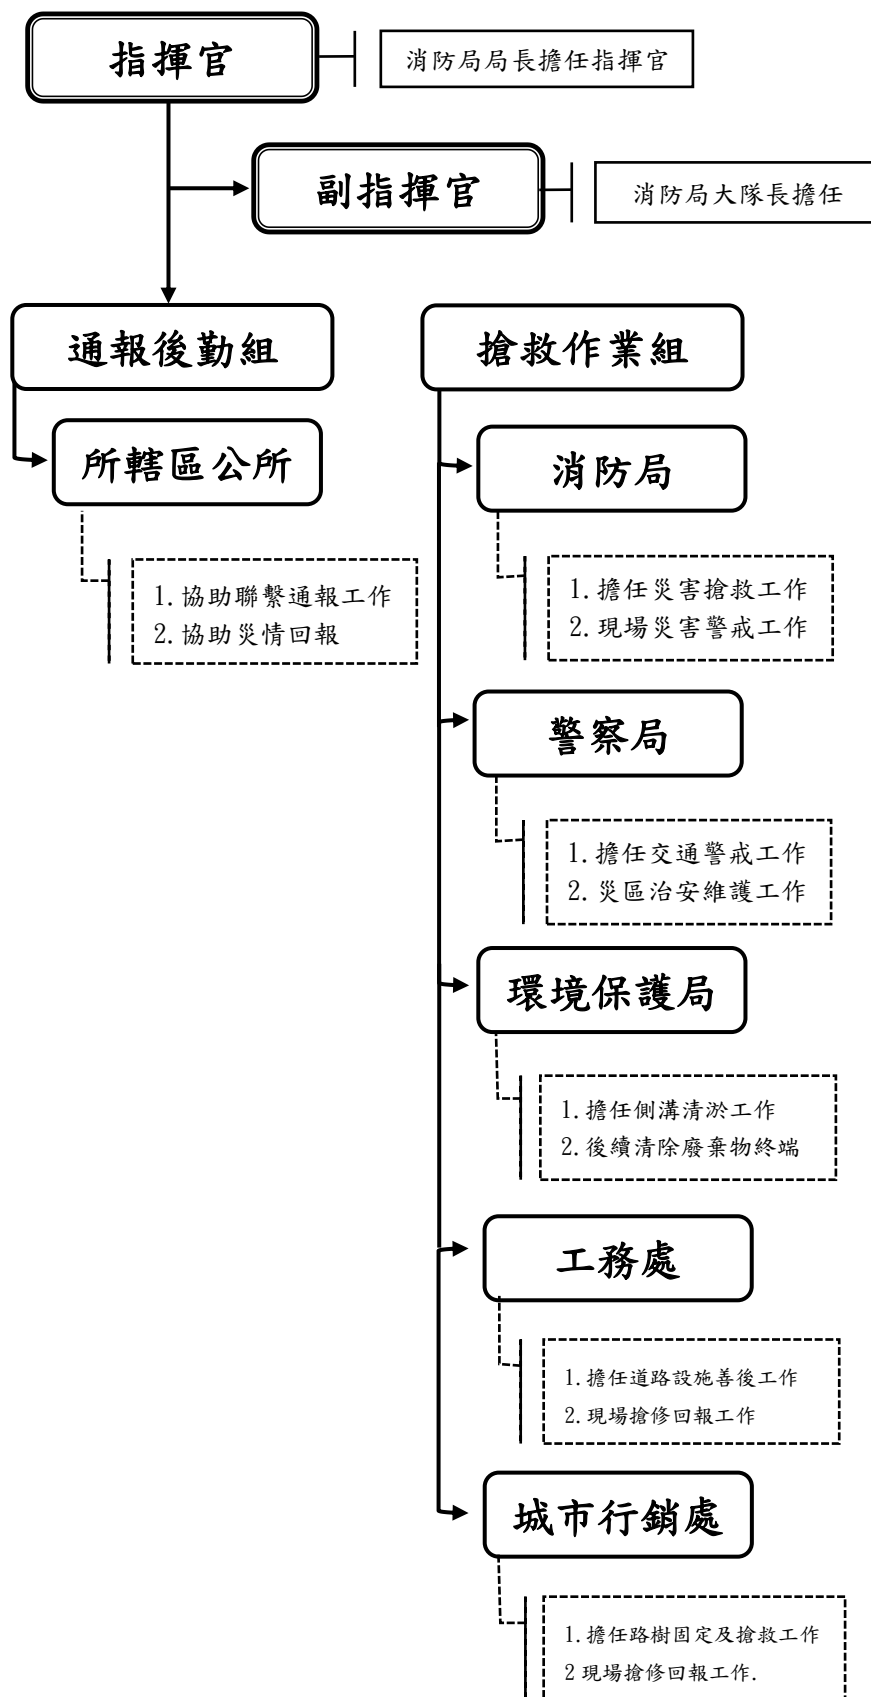 指揮官
消防局局長擔任指揮官
副指揮官
消防局大隊長擔任
通報後勤組
所轄區公所
1.協助聯繫通報工作
2.協助災情回報
搶救作業組
消防局
1.擔任災害搶救工作
2.現場災害警戒工作
警察局
1.擔任交通警戒工作
2.災區治安維護工作
環境保護局
1.擔任側溝清淤工作
2.後續清除廢棄物終端
工務處
1.擔任道路設施善後工作
2.現場搶修回報工作
城市行銷處
1.擔任路樹固定及搶救工作
2 現場搶修回報工作.